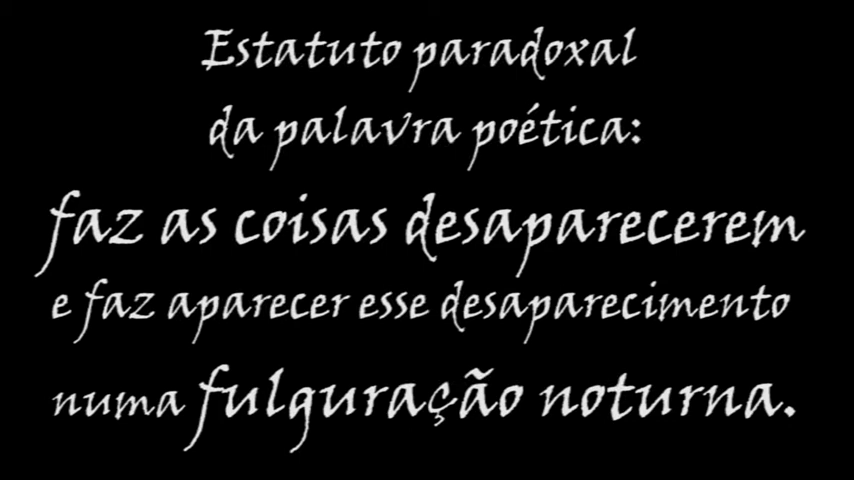 Estatuto paradoxal
da palavra poética:
faz as coisas desaparecerem
e faz aparecer esse desaparecimento
numa fulguração noturna.